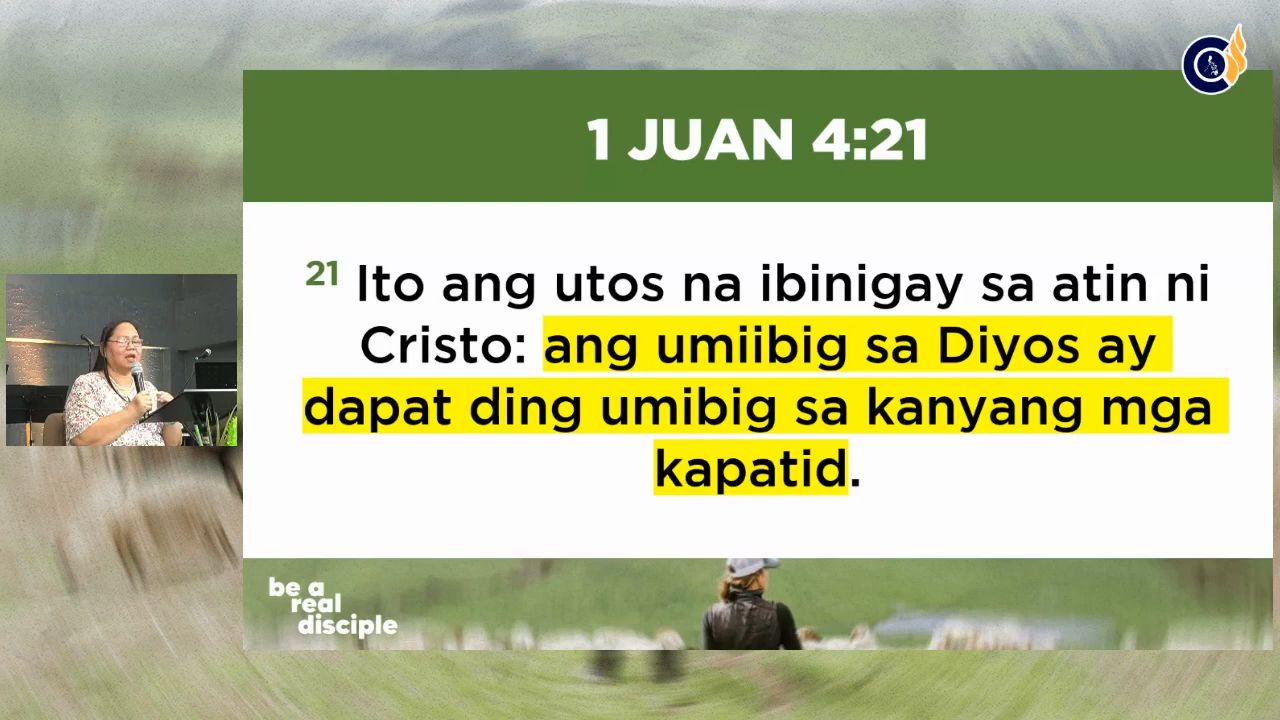 1 JUAN 4:21
21 Ito ang utos na ibinigay sa atin ni
Cristo: ang umiibig sa Diyos ay
dapat ding umibig sa kanyang mga
kapatid.
be a
real
disciple